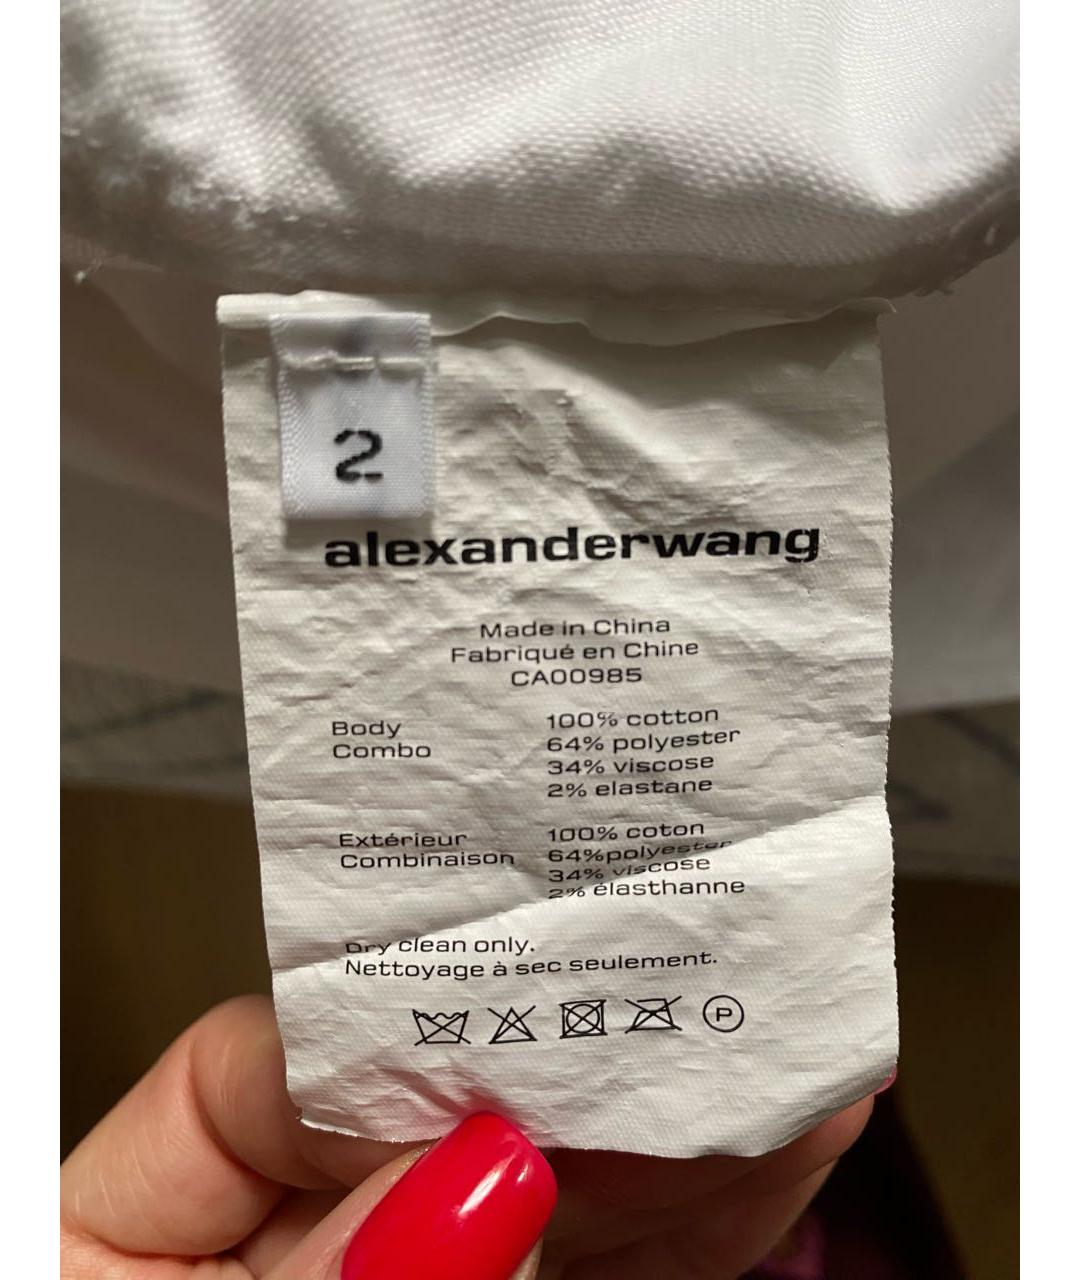 2
alexanderwang
Made in China
Fabriqué en Chine
CA00985
Body 100% cotton
Combo 64% polyester
34% viscose
2% elastane
Extérieur 100% coton
Combinaison 64%polyester
34% viscose
2% élasthanne
Dry clean only.
Nettoyage à sec seulement.
P